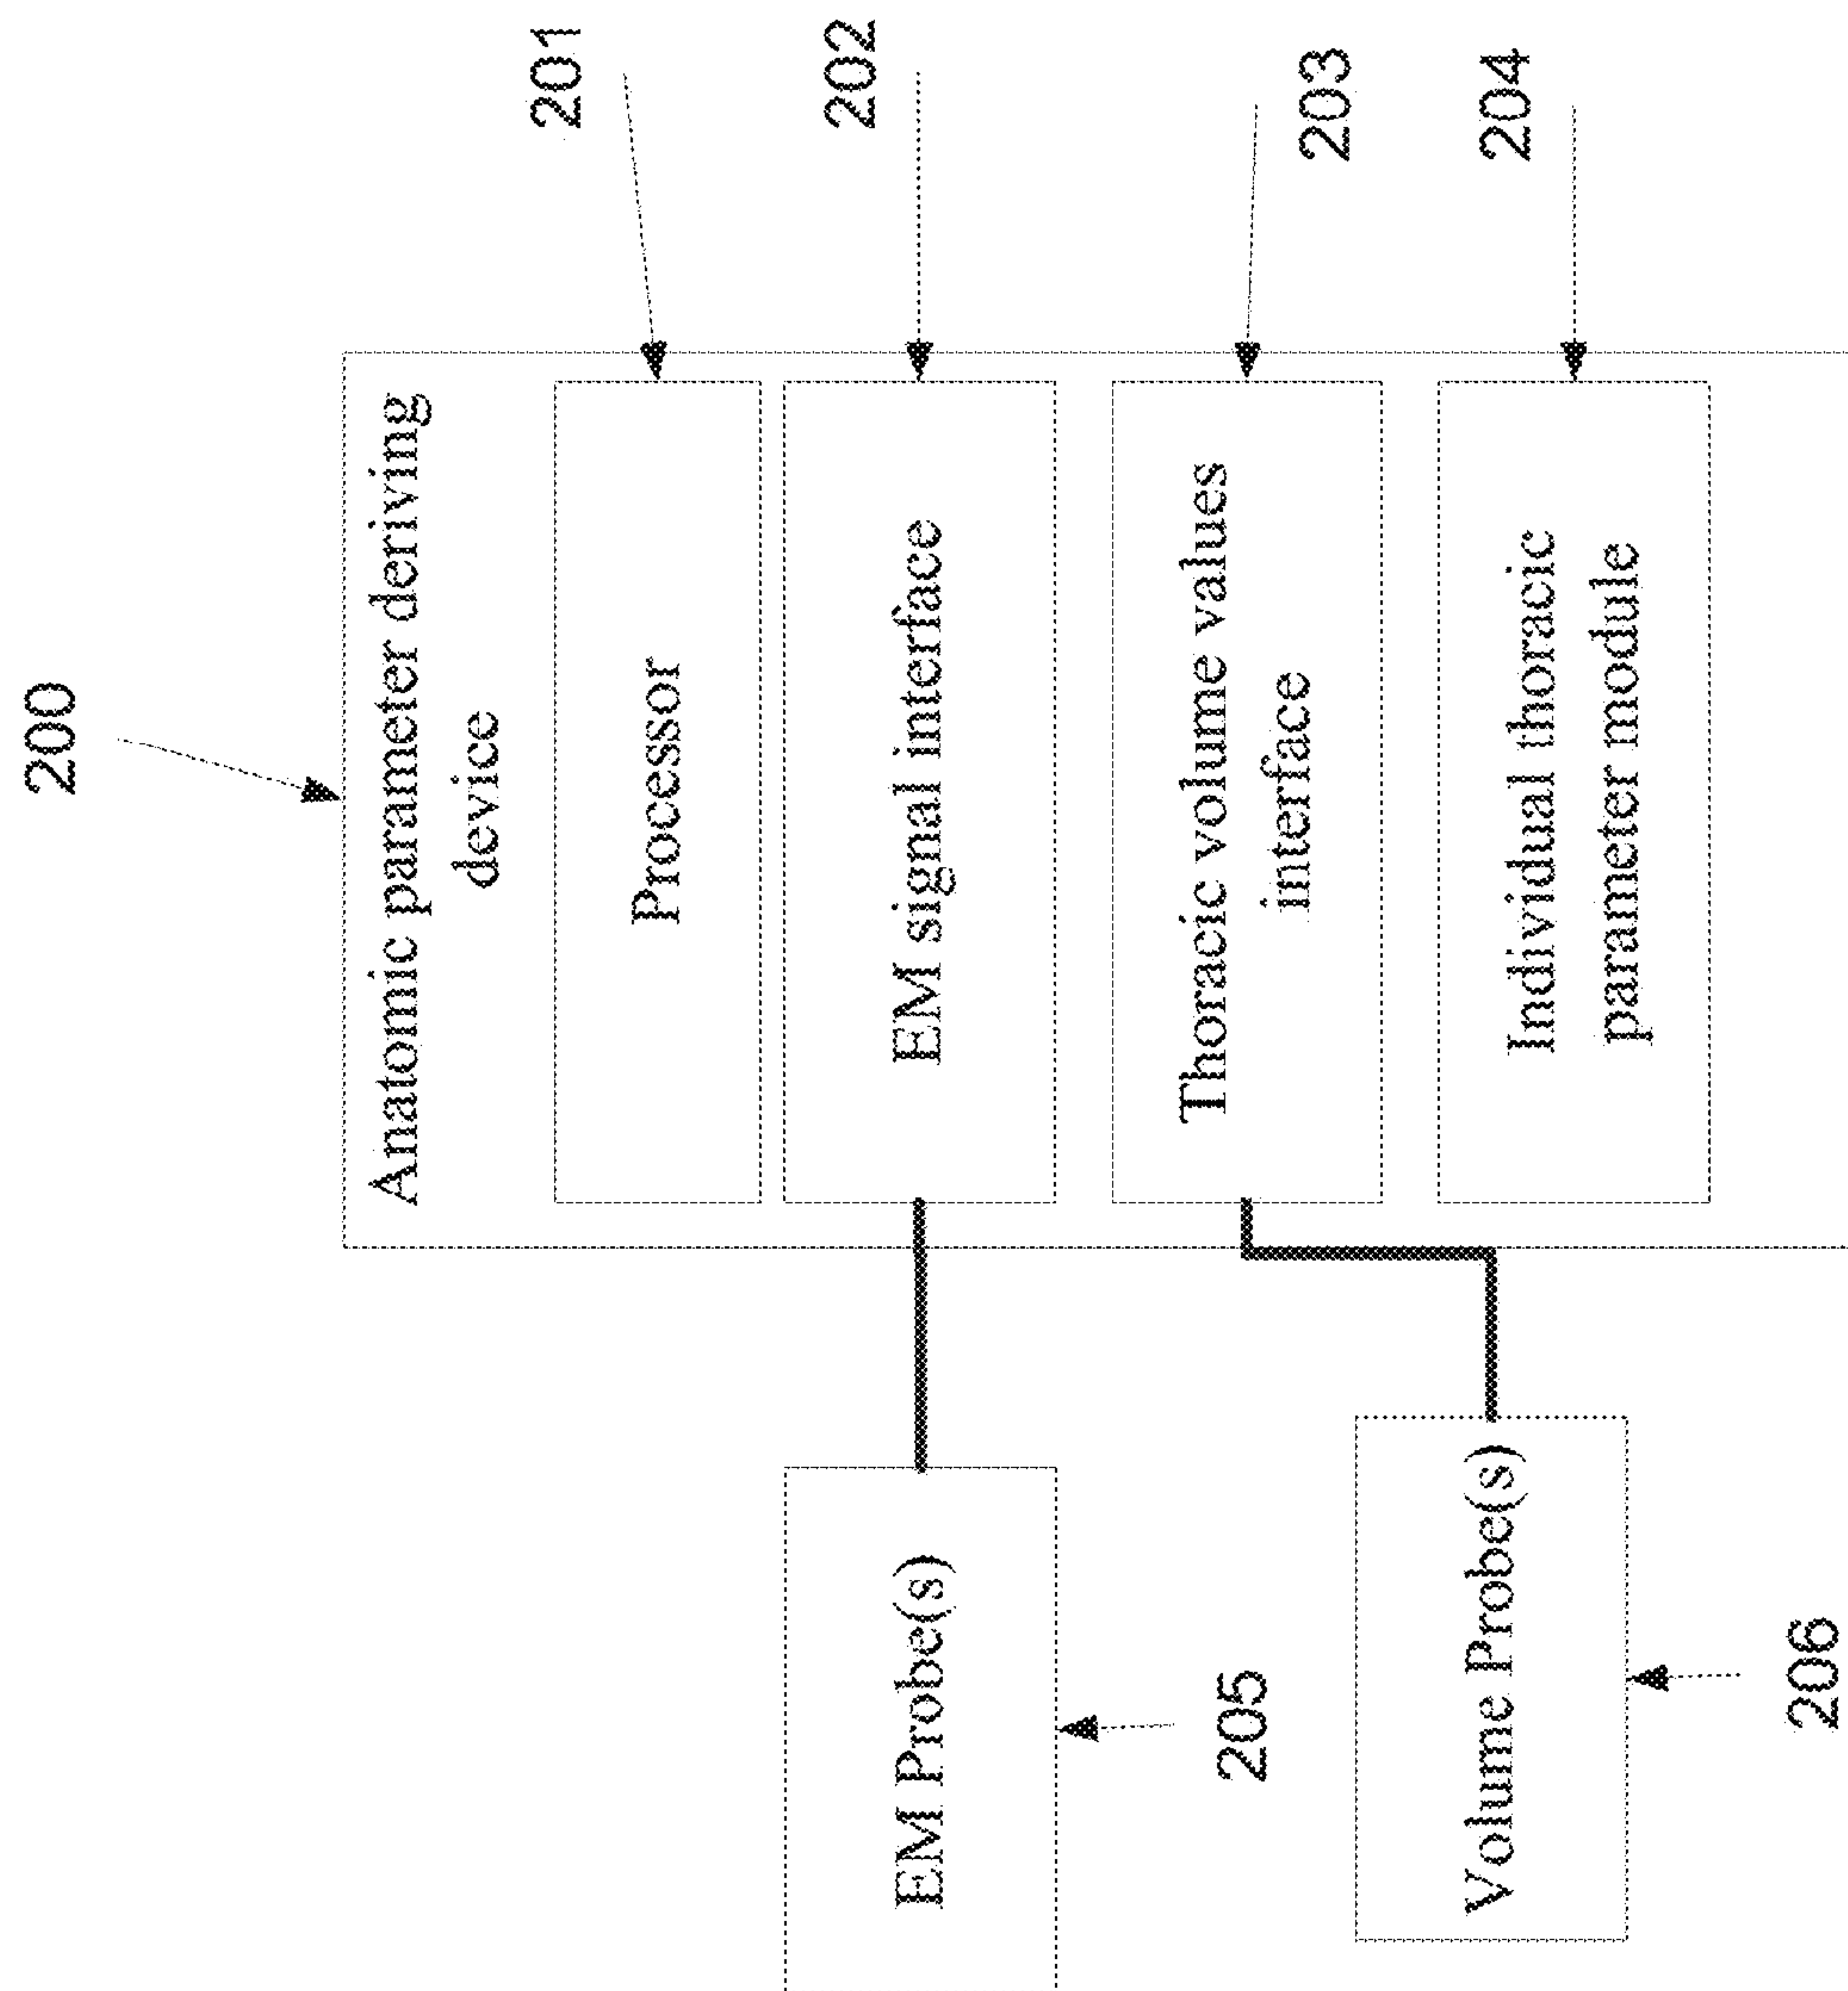 200
Anatomic parameter deriving
device
Processor
201
EM signal interface
202
Thoracic volume values
interface
203
Individual thoracic
parameter module
204
EM Probe(s)
205
Volume Probe(s)
206